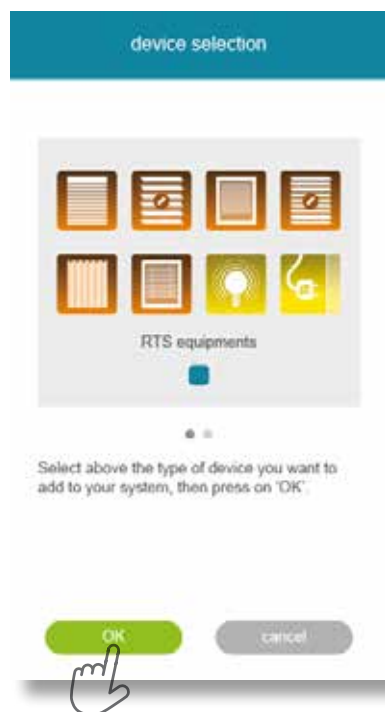 device selection
RTS equipments
Select above the type of device you want to
add to your system, then press on 'OK'.
OK
cancel